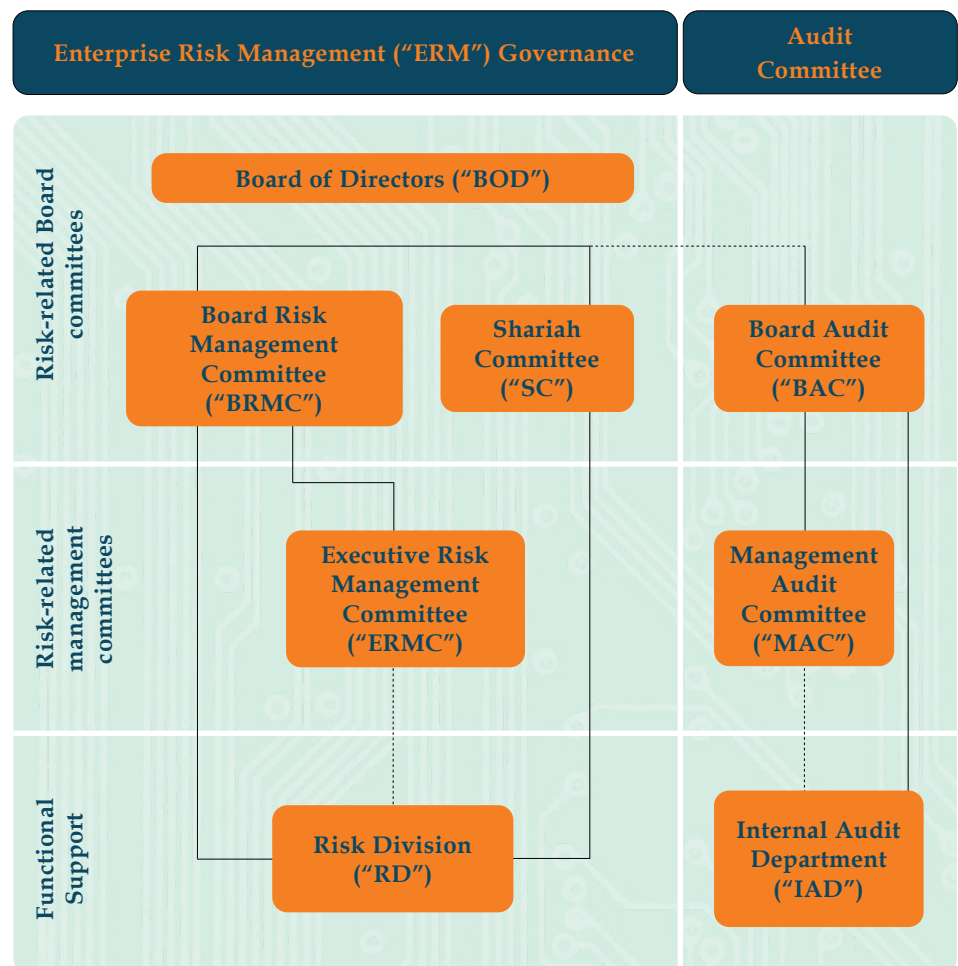 Enterprise Risk Management (“ERM”) Governance
Audit
Committee
Risk-related Board
committees
Board of Directors (“BOD”)
Board Risk
Management
Committee
(“BRMC”)
Shariah
Committee
(“SC”)
Board Audit
Committee
(“BAC”)
Risk-related
management
committees
Executive Risk
Management
Committee
(“ERMC”)
Management
Audit
Committee
(“MAC”)
Functional
Support
Risk Division
(“RD”)
Internal Audit
Department
(“IAD”)